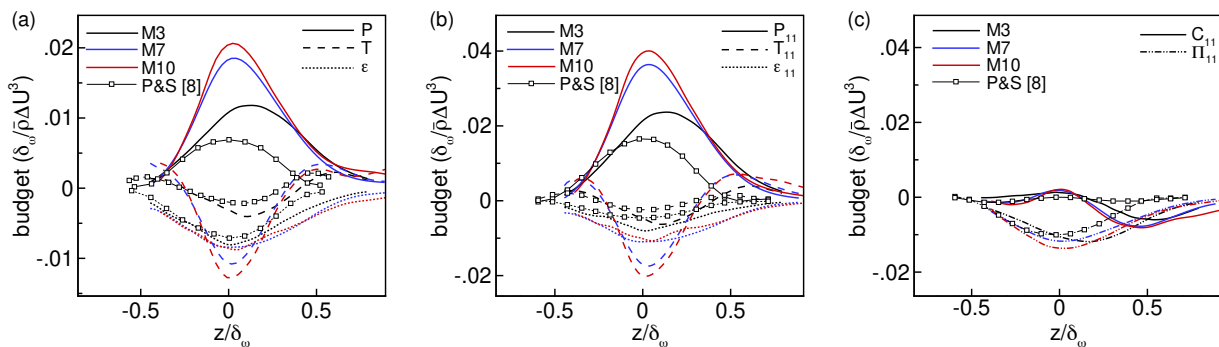 (a)
M3
M7
M10
P&S [8]
P
T
ε
.02
.01
0
-.01
budget (δω/ρ̄ΔU³)
-0.5
0
0.5
z/δω
(b)
M3
M7
M10
P&S [8]
P₁₁
T₁₁
ε₁₁
.04
.02
0
-.02
budget (δω/ρ̄ΔU³)
-0.5
0
0.5
z/δω
(c)
M3
M7
M10
P&S [8]
C₁₁
Π₁₁
.04
.02
0
-.02
budget (δω/ρ̄ΔU³)
-0.5
0
0.5
z/δω